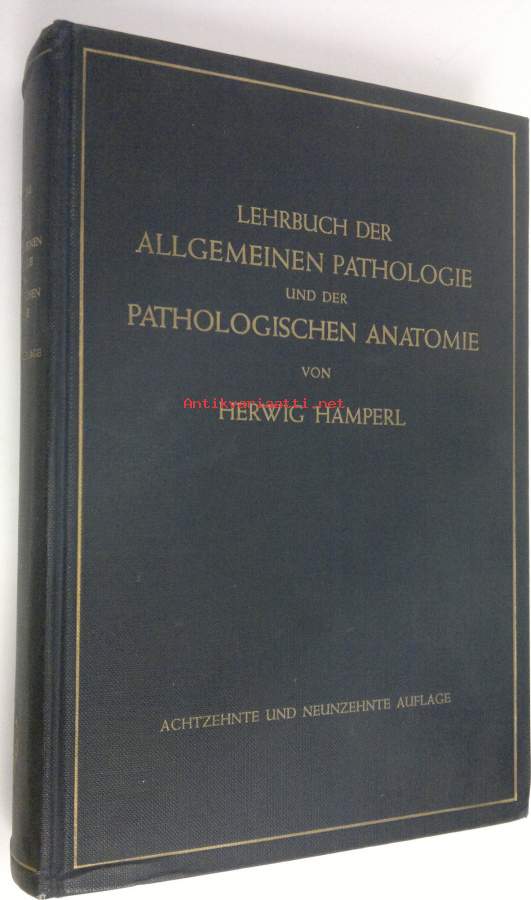 LEHRBUCH DER
ALLGEMEINEN PATHOLOGIE
UND DER
PATHOLOGISCHEN ANATOMIE
VON
Antikvariaatti.net
HERWIG HAMPERL
ACHTZEHNTE UND NEUNZEHNTE AUFLAGE